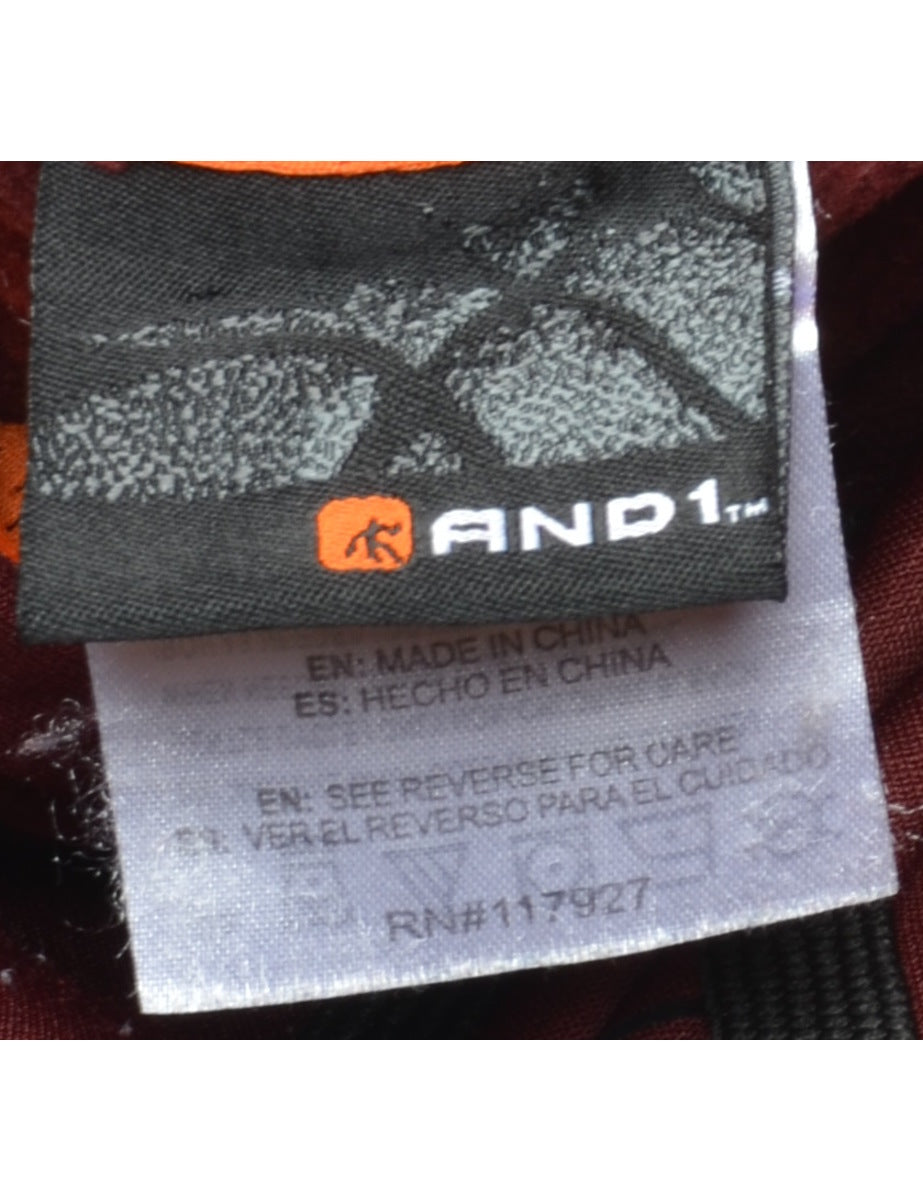 AND1™
EN: MADE IN CHINA
ES: HECHO EN CHINA
EN: SEE REVERSE FOR CARE
ES: VER EL REVERSO PARA EL CUIDADO
RN#117927